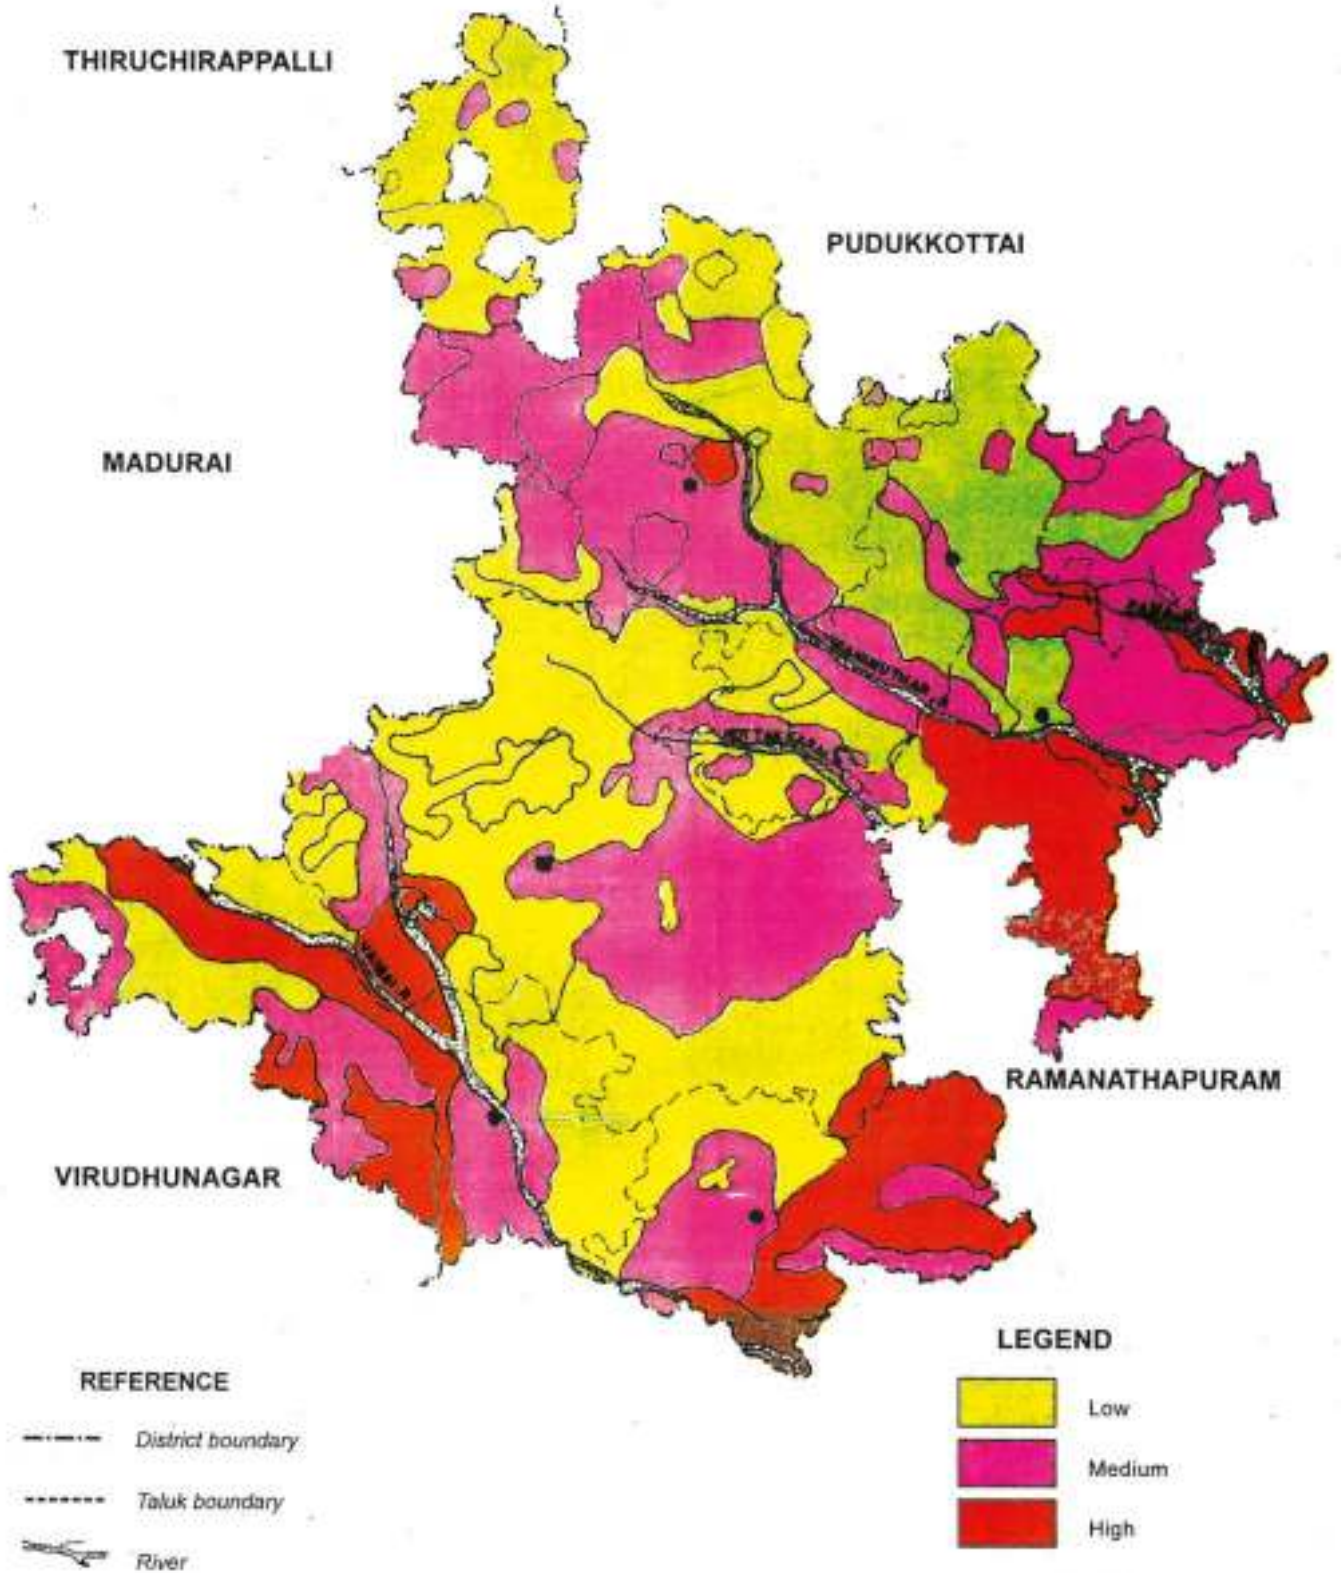 THIRUCHIRAPPALLI
PUDUKKOTTAI
MADURAI
RAMANATHAPURAM
VIRUDHUNAGAR
LEGEND
Low
Medium
High
REFERENCE
District boundary
Taluk boundary
River